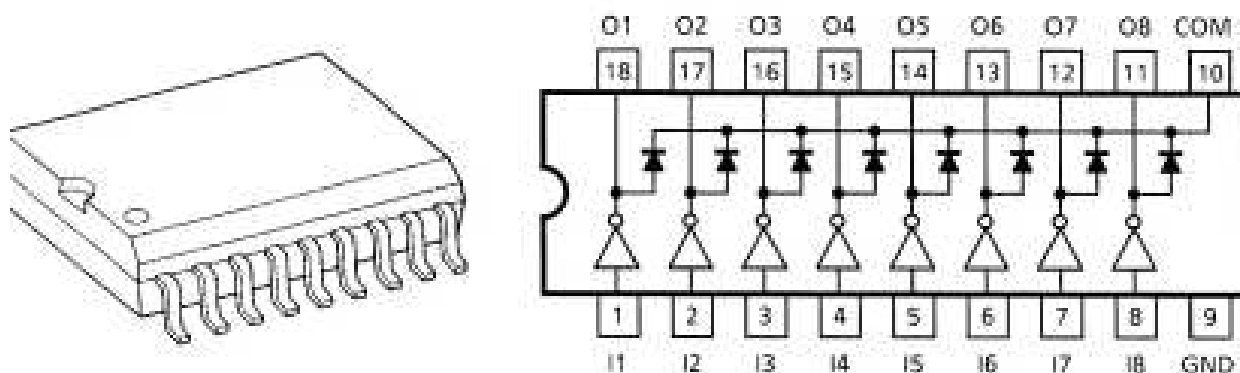 O1 O2 O3 O4 O5 O6 O7 O8 COM
18 17 16 15 14 13 12 11 10
1 2 3 4 5 6 7 8 9
I1 I2 I3 I4 I5 I6 I7 I8 GND